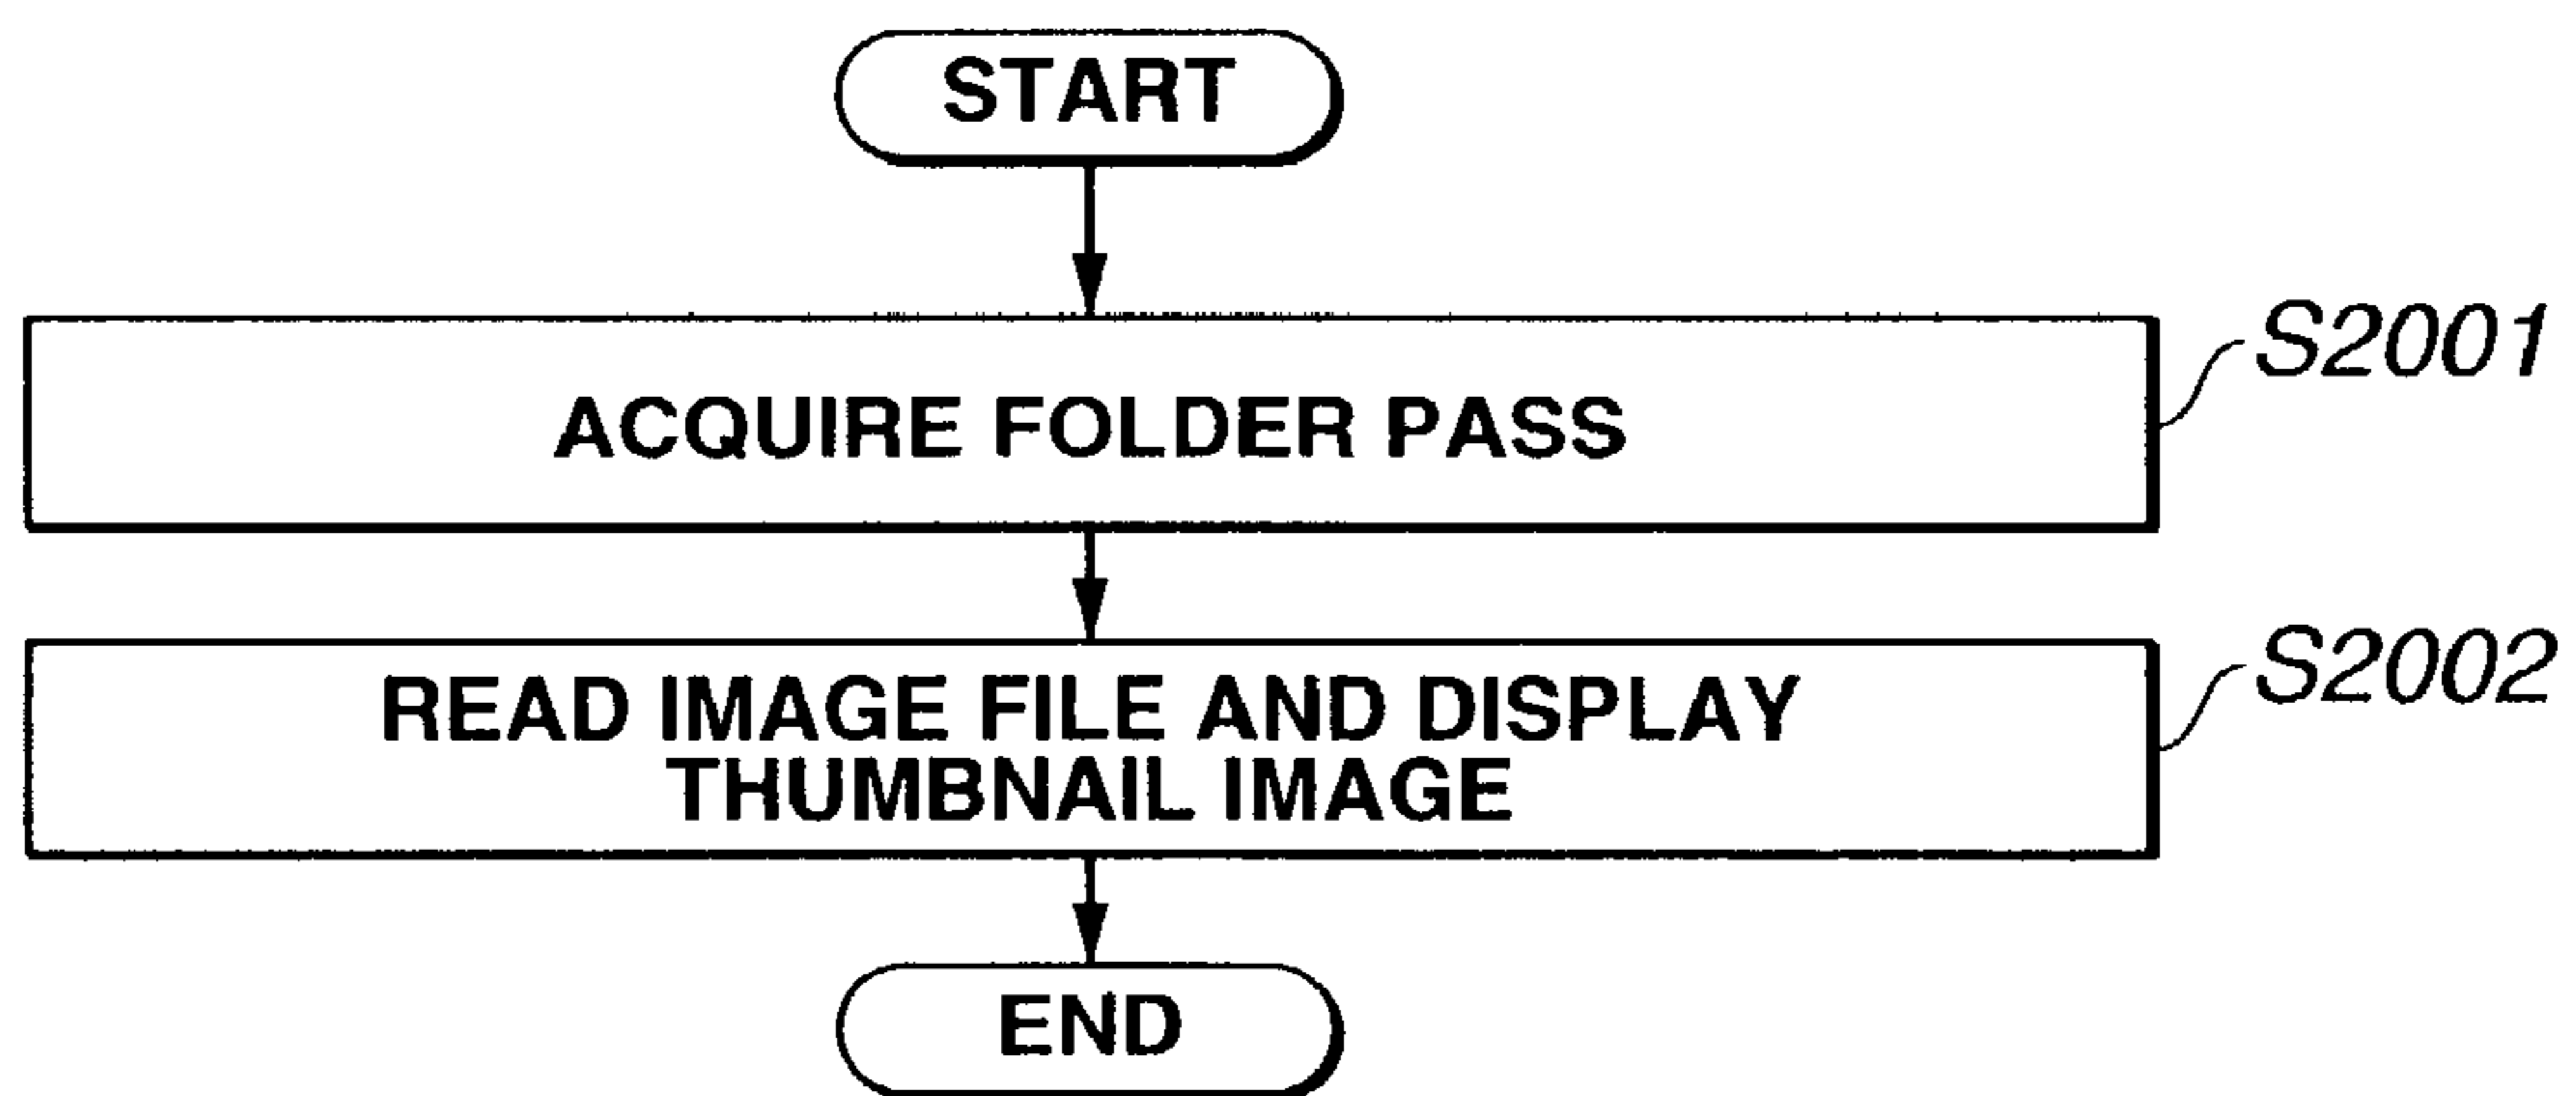 START
ACQUIRE FOLDER PASS
S2001
READ IMAGE FILE AND DISPLAY
THUMBNAIL IMAGE
S2002
END